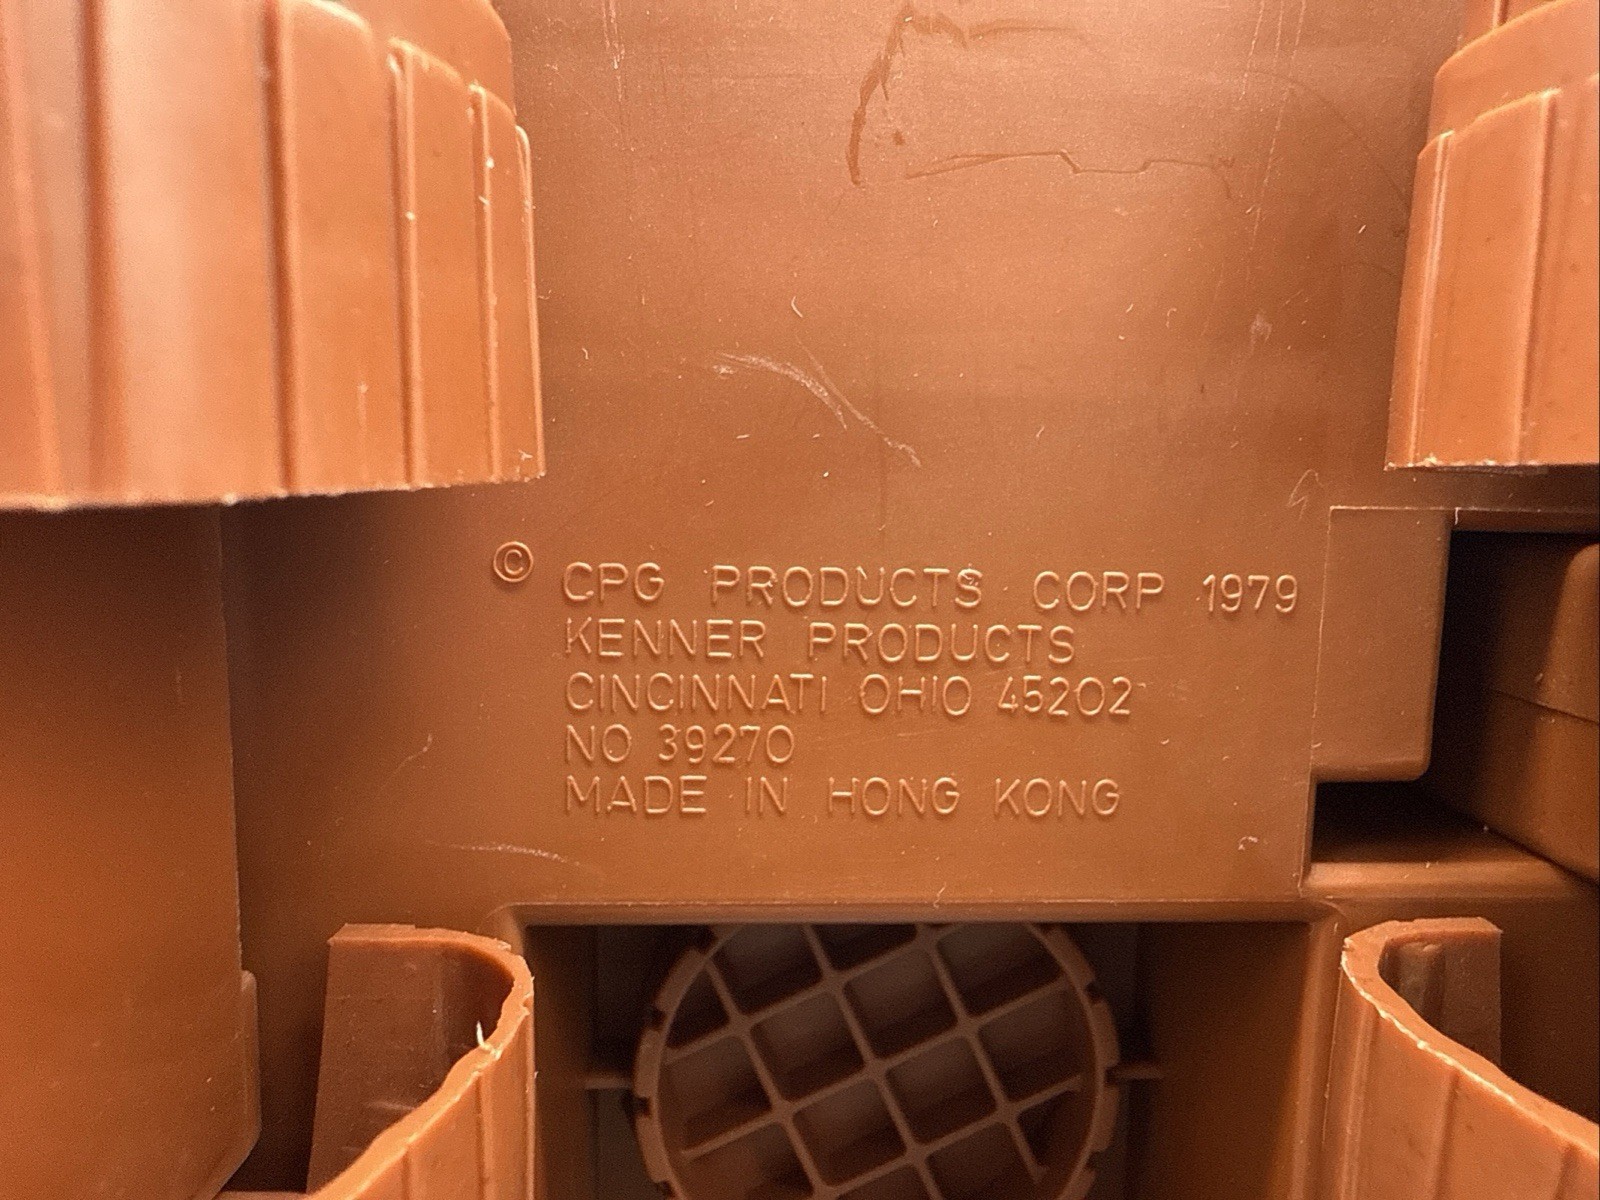 © CPG PRODUCTS CORP 1979
KENNER PRODUCTS
CINCINNATI OHIO 45202
NO 39270
MADE IN HONG KONG